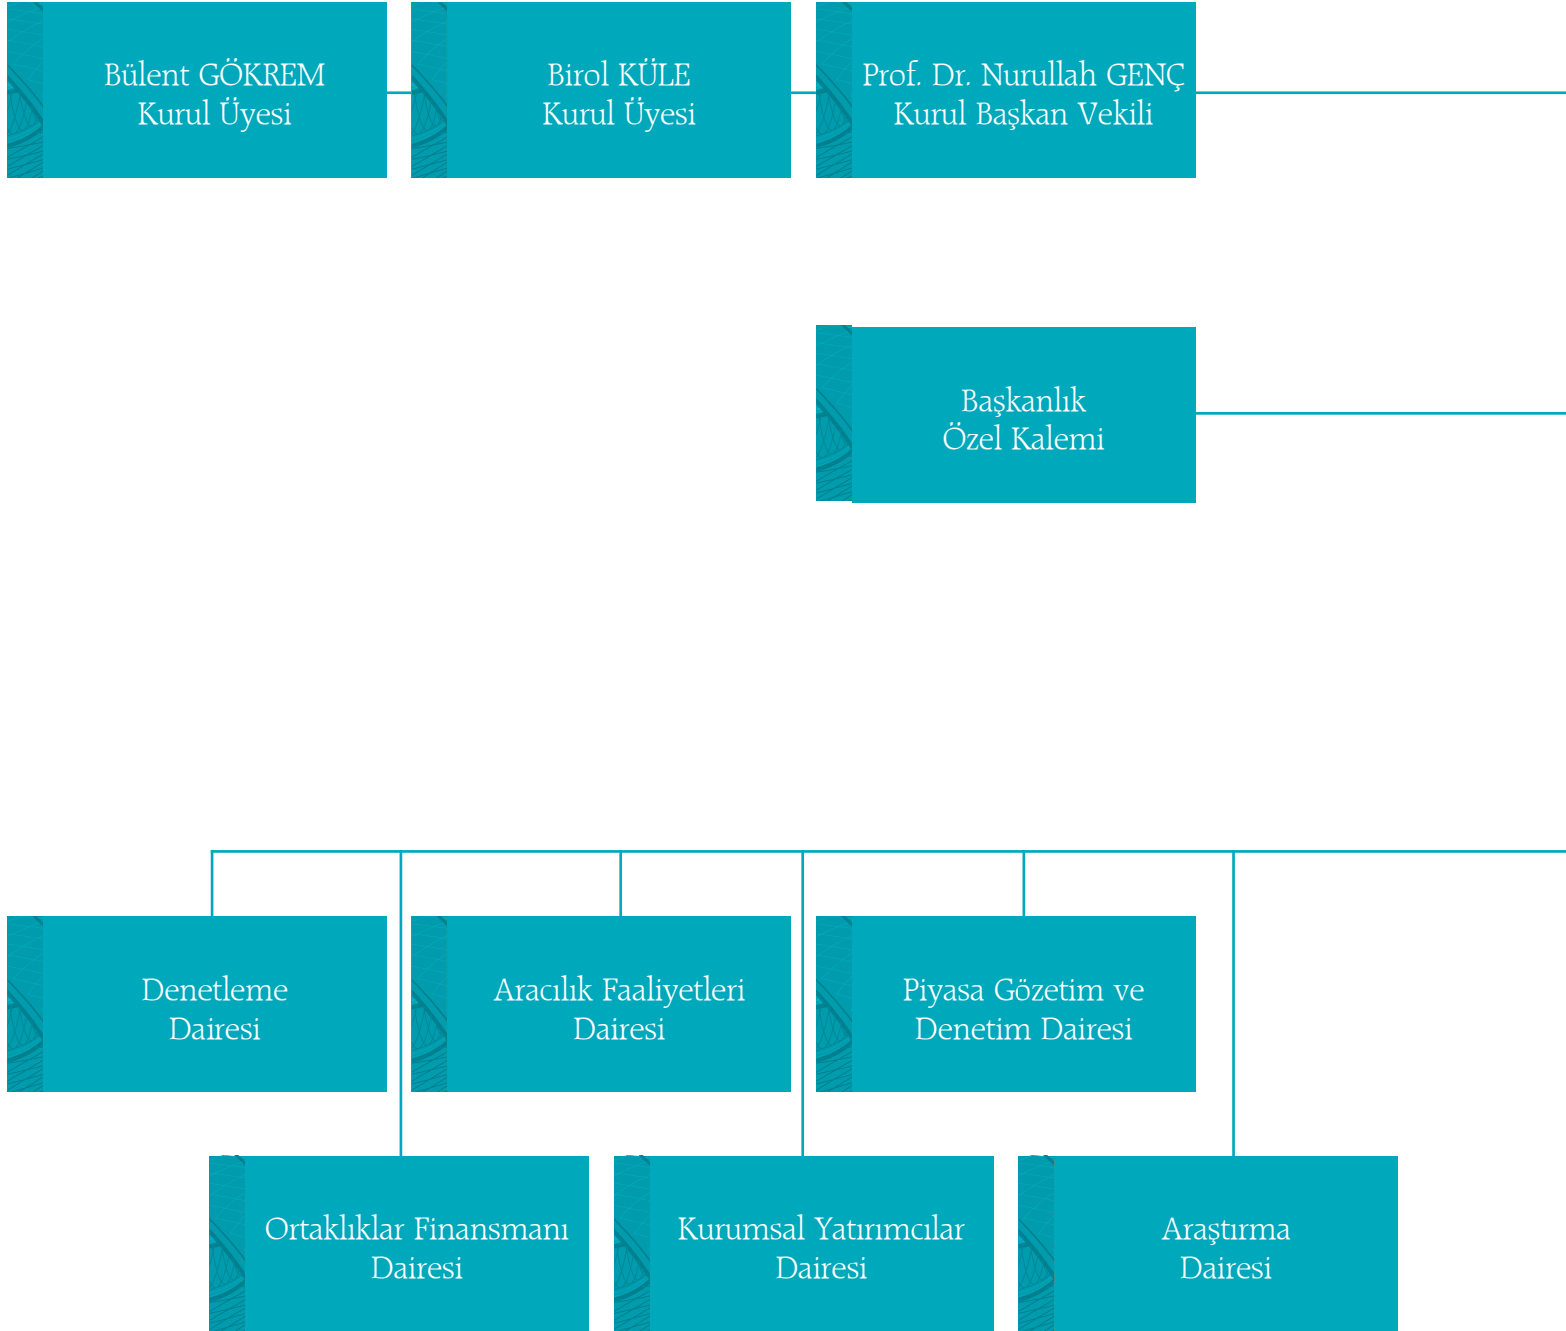 Bülent GÖKREM
Kurul Üyesi
Birol KÜLE
Kurul Üyesi
Prof. Dr. Nurullah GENÇ
Kurul Başkan Vekili
Başkanlık
Özel Kalemi
Denetleme
Dairesi
Aracılık Faaliyetleri
Dairesi
Piyasa Gözetim ve
Denetim Dairesi
Ortaklıklar Finansmanı
Dairesi
Kurumsal Yatırımcılar
Dairesi
Araştırma
Dairesi